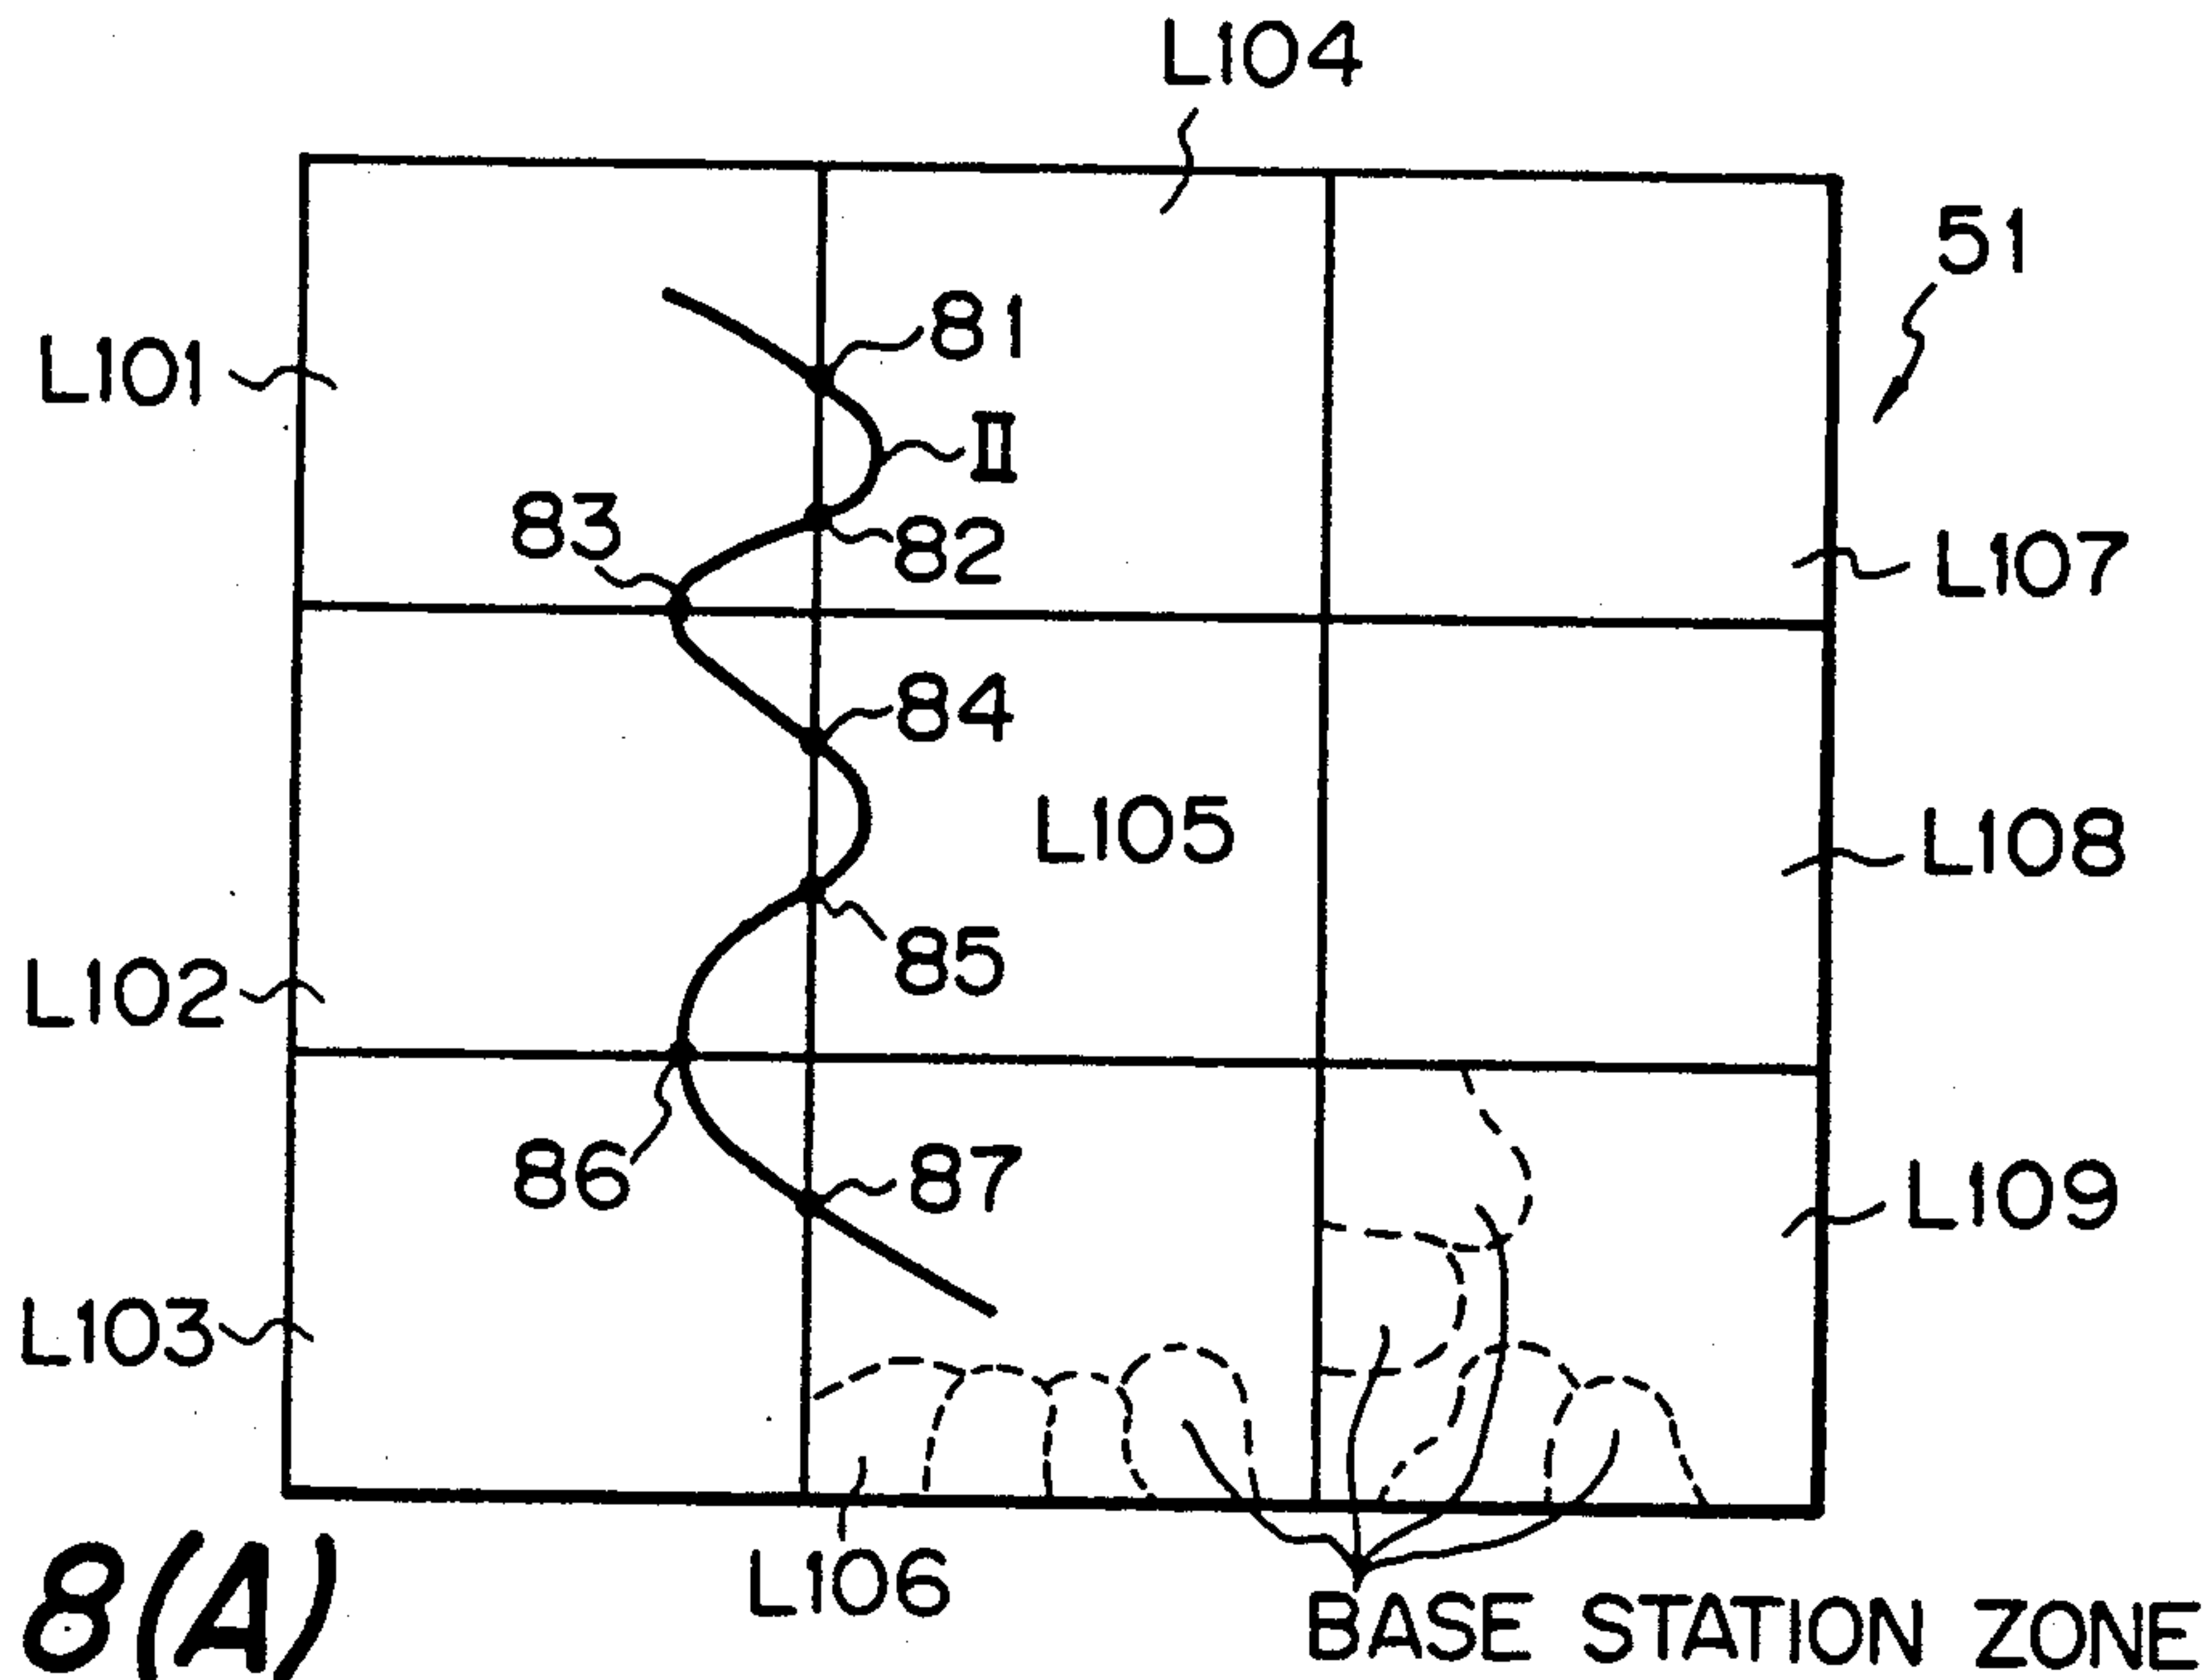 L104
51
L101
81
II
83
82
L107
84
L105
L108
85
L102
86
87
L109
L103
L106
BASE STATION ZONE
8(A)